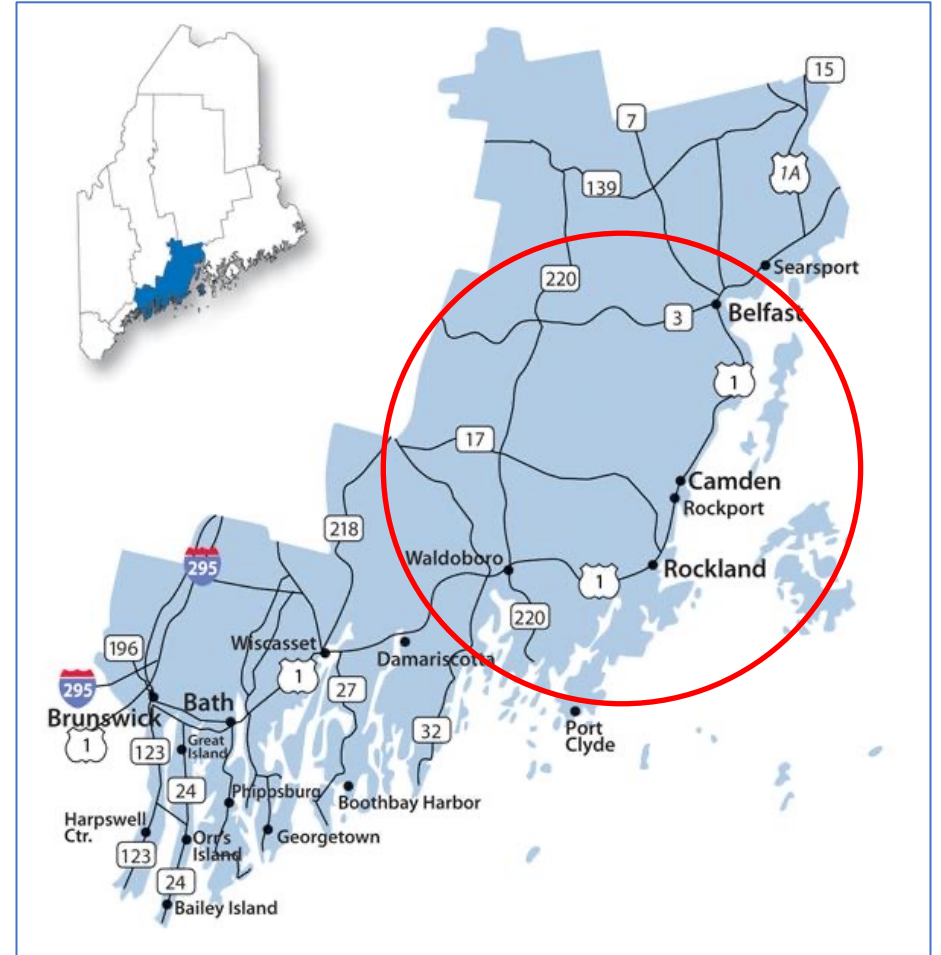 15
7
1A
139
Searsport
220
3
Belfast
1
17
Camden
Rockport
218
Waldoboro
Rockland
295
1
220
196
Wiscasset
Damariscotta
1
295
27
Bath
Brunswick
32
Port
Clyde
1
123
Great
Island
24
Phippsburg
Boothbay Harbor
Harpswell
Ctr.
Orr's
Island
Georgetown
123
24
Bailey Island